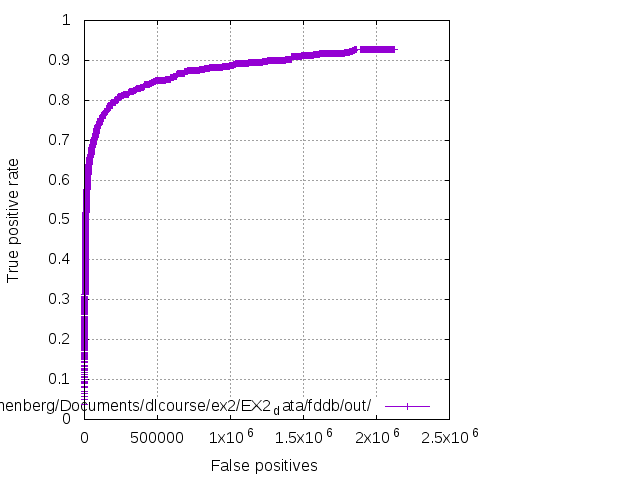 1
0.9
0.8
0.7
0.6
0.5
0.4
0.3
0.2
0.1
0
True positive rate
nenberg/Documents/dlcourse/ex2/EX2_data/fddb/out/
0 500000 1x10^6 1.5x10^6 2x10^6 2.5x10^6
False positives